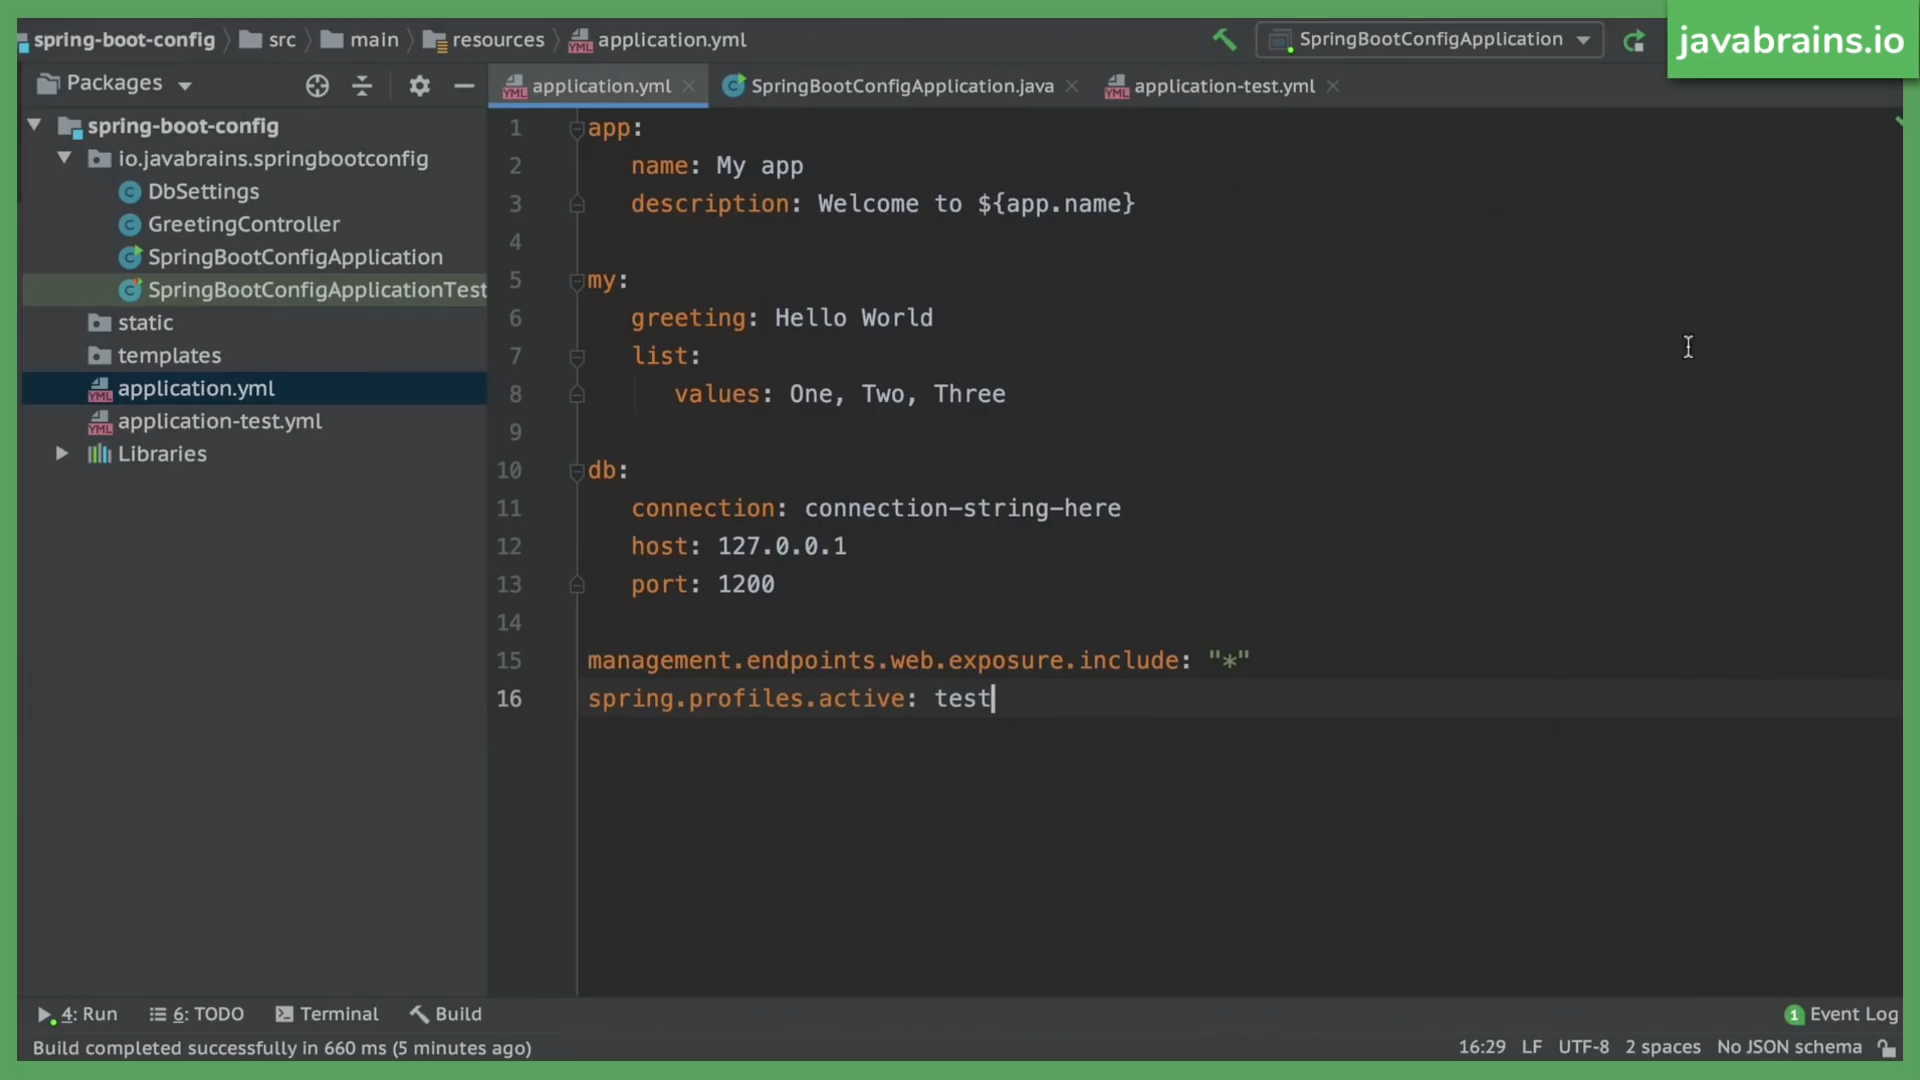 spring-boot-config
src
main
resources
application.yml
SpringBootConfigApplication
javabrains.io
Packages
application.yml
SpringBootConfigApplication.java
application-test.yml
spring-boot-config
io.javabrains.springbootconfig
DbSettings
GreetingController
SpringBootConfigApplication
SpringBootConfigApplicationTest
static
templates
application.yml
application-test.yml
Libraries
1 app:
2 name: My app
3 description: Welcome to ${app.name}
4
5 my:
6 greeting: Hello World
7 list:
8 values: One, Two, Three
9
10 db:
11 connection: connection-string-here
12 host: 127.0.0.1
13 port: 1200
14
15 management.endpoints.web.exposure.include: "*"
16 spring.profiles.active: test
4: Run
6: TODO
Terminal
Build
1 Event Log
Build completed successfully in 660 ms (5 minutes ago)
16:29 LF UTF-8 2 spaces No JSON schema